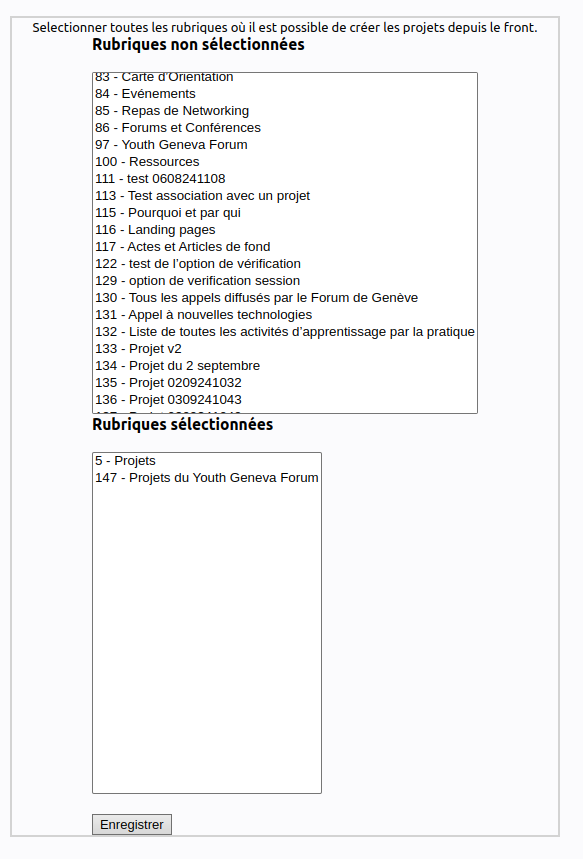 Selectionner toutes les rubriques où il est possible de créer les projets depuis le front.
Rubriques non sélectionnées
83 - Carte d'Orientation
84 - Evénements
85 - Repas de Networking
86 - Forums et Conférences
97 - Youth Geneva Forum
100 - Ressources
111 - test 0608241108
113 - Test association avec un projet
115 - Pourquoi et par qui
116 - Landing pages
117 - Actes et Articles de fond
122 - test de l'option de vérification
129 - option de verification session
130 - Tous les appels diffusés par le Forum de Genève
131 - Appel à nouvelles technologies
132 - Liste de toutes les activités d'apprentissage par la pratique
133 - Projet v2
134 - Projet du 2 septembre
135 - Projet 0209241032
136 - Projet 0309241043
Rubriques sélectionnées
5 - Projets
147 - Projets du Youth Geneva Forum
Enregistrer